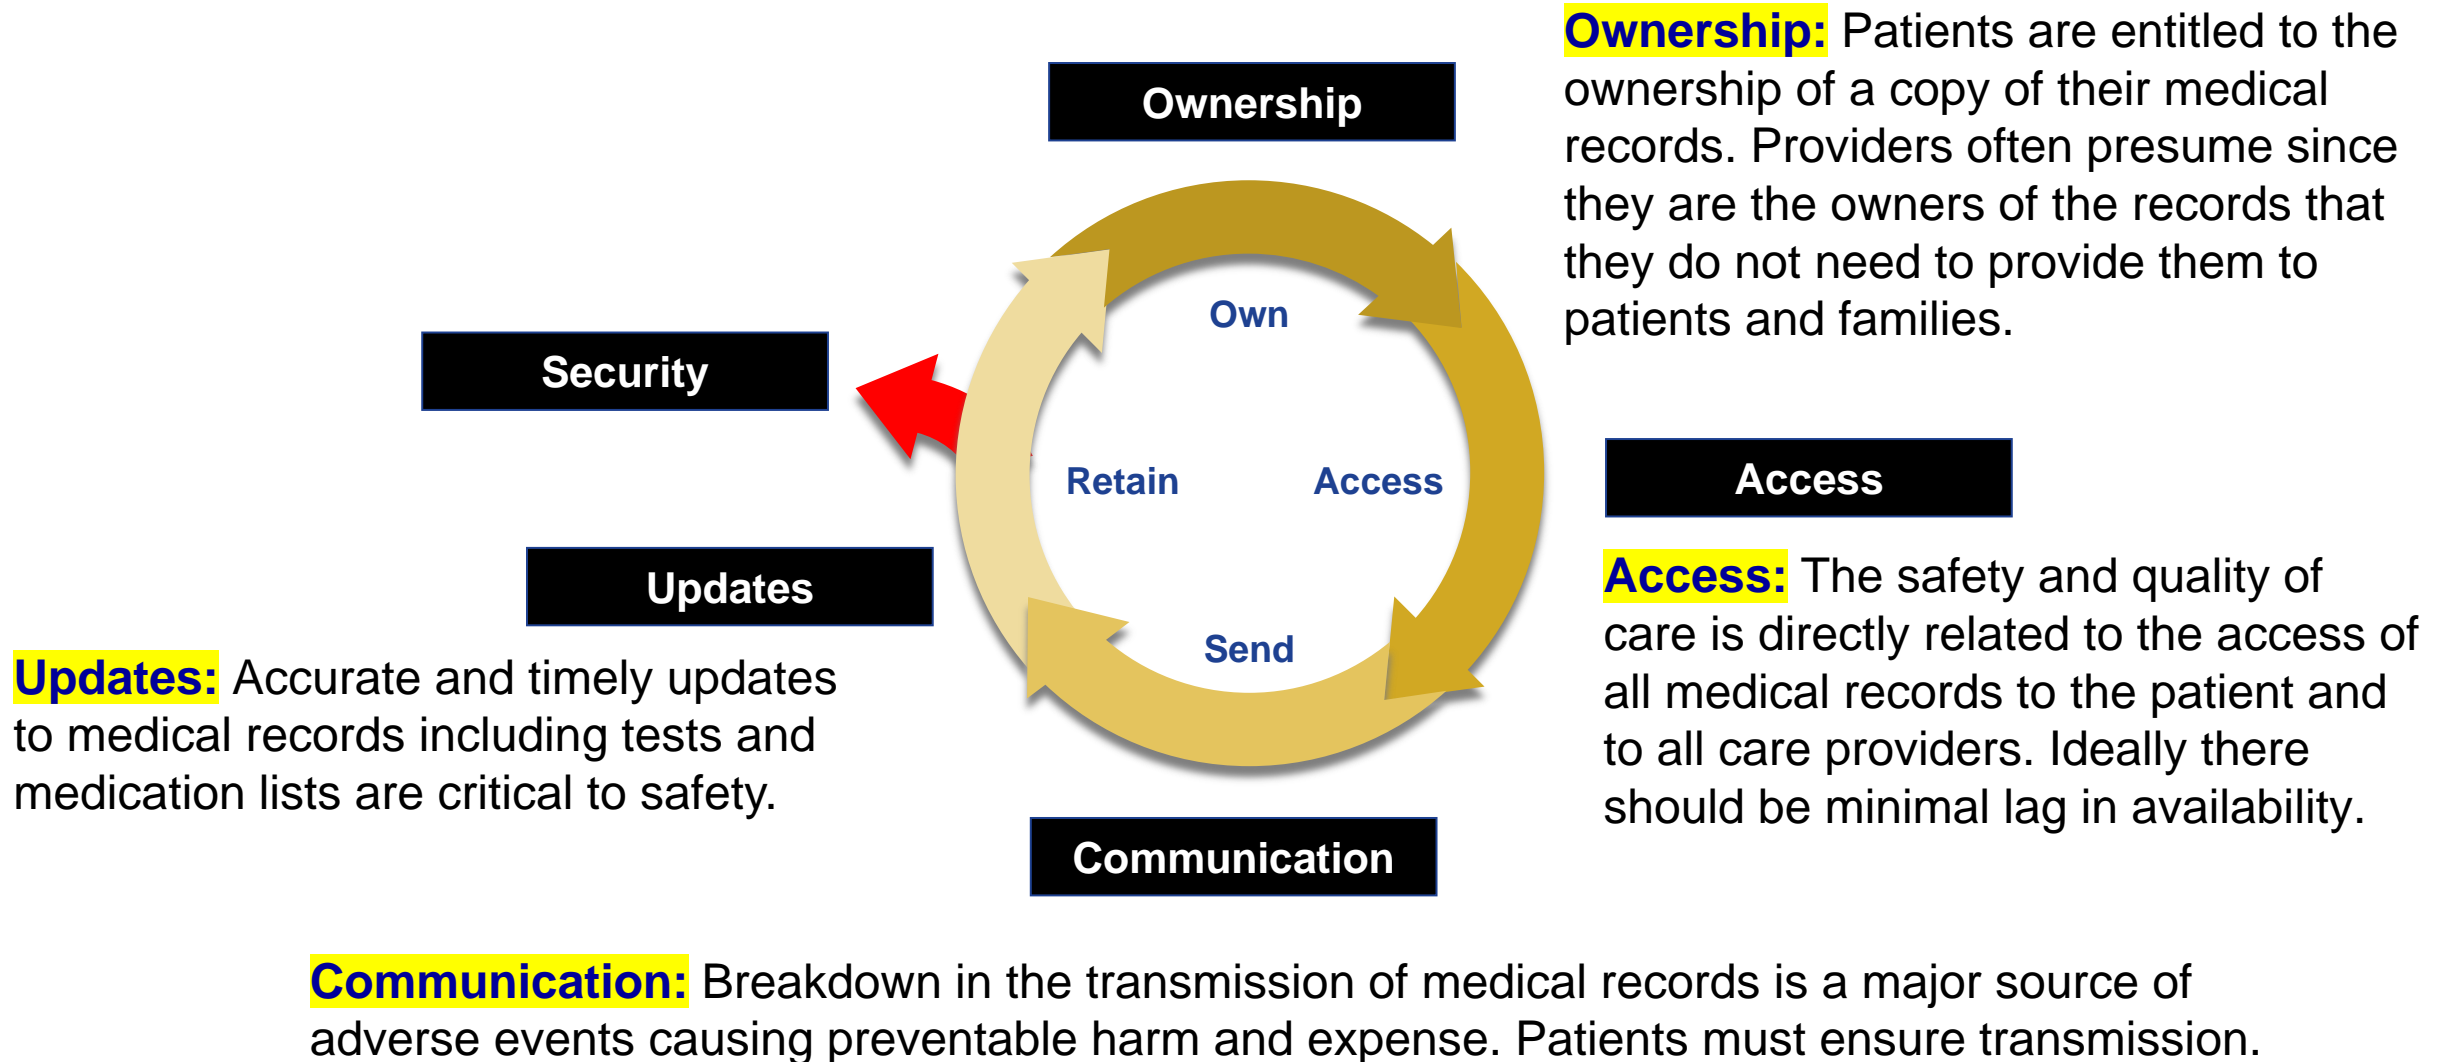 Ownership: Patients are entitled to the
ownership of a copy of their medical
records. Providers often presume since
they are the owners of the records that
they do not need to provide them to
patients and families.
Ownership
Own
Security
Retain
Access
Access
Updates
Send
Access: The safety and quality of
care is directly related to the access of
all medical records to the patient and
to all care providers. Ideally there
should be minimal lag in availability.
Updates: Accurate and timely updates
to medical records including tests and
medication lists are critical to safety.
Communication
Communication: Breakdown in the transmission of medical records is a major source of
adverse events causing preventable harm and expense. Patients must ensure transmission.